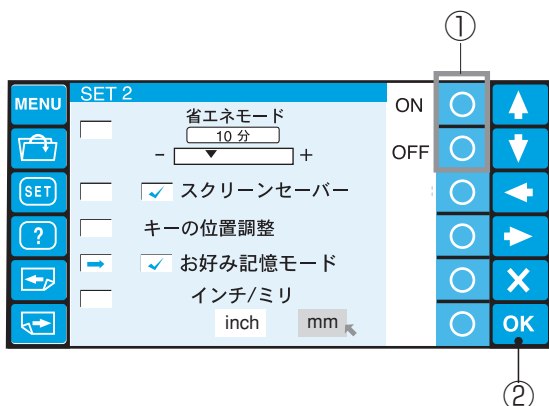 ①
SET 2
MENU
ON
省エネモード
10 分
- +
OFF
SET
スクリーンセーバー
?
キーの位置調整
お好み記憶モード
インチ/ミリ
inch mm
OK
②